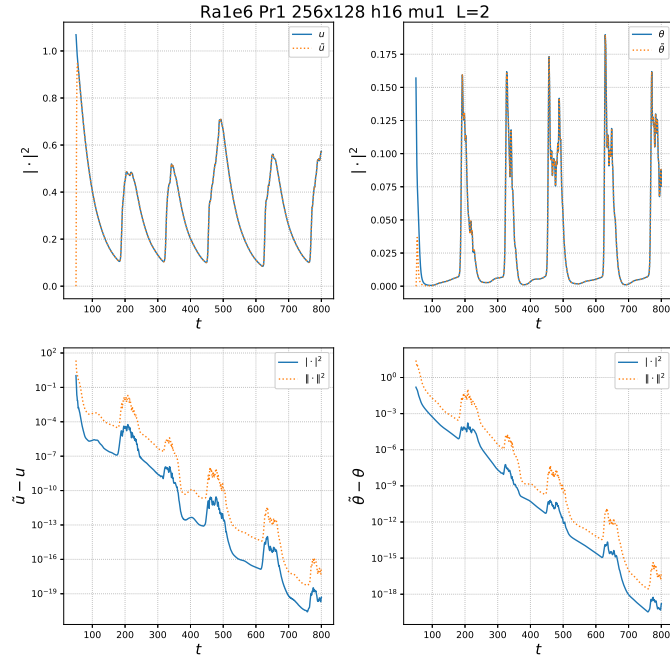 Ra1e6 Pr1 256x128 h16 mu1 L=2
u
ũ
1.0
0.8
0.6
0.4
0.2
0.0
|·|²
100 200 300 400 500 600 700 800
t
θ
θ̃
0.175
0.150
0.125
0.100
0.075
0.050
0.025
0.000
|·|²
100 200 300 400 500 600 700 800
t
|·|²
‖·‖²
10²
10⁻¹
10⁻⁴
10⁻⁷
10⁻¹⁰
10⁻¹³
10⁻¹⁶
10⁻¹⁹
ũ − u
100 200 300 400 500 600 700 800
t
|·|²
‖·‖²
10⁰
10⁻³
10⁻⁶
10⁻⁹
10⁻¹²
10⁻¹⁵
10⁻¹⁸
θ̃ − θ
100 200 300 400 500 600 700 800
t